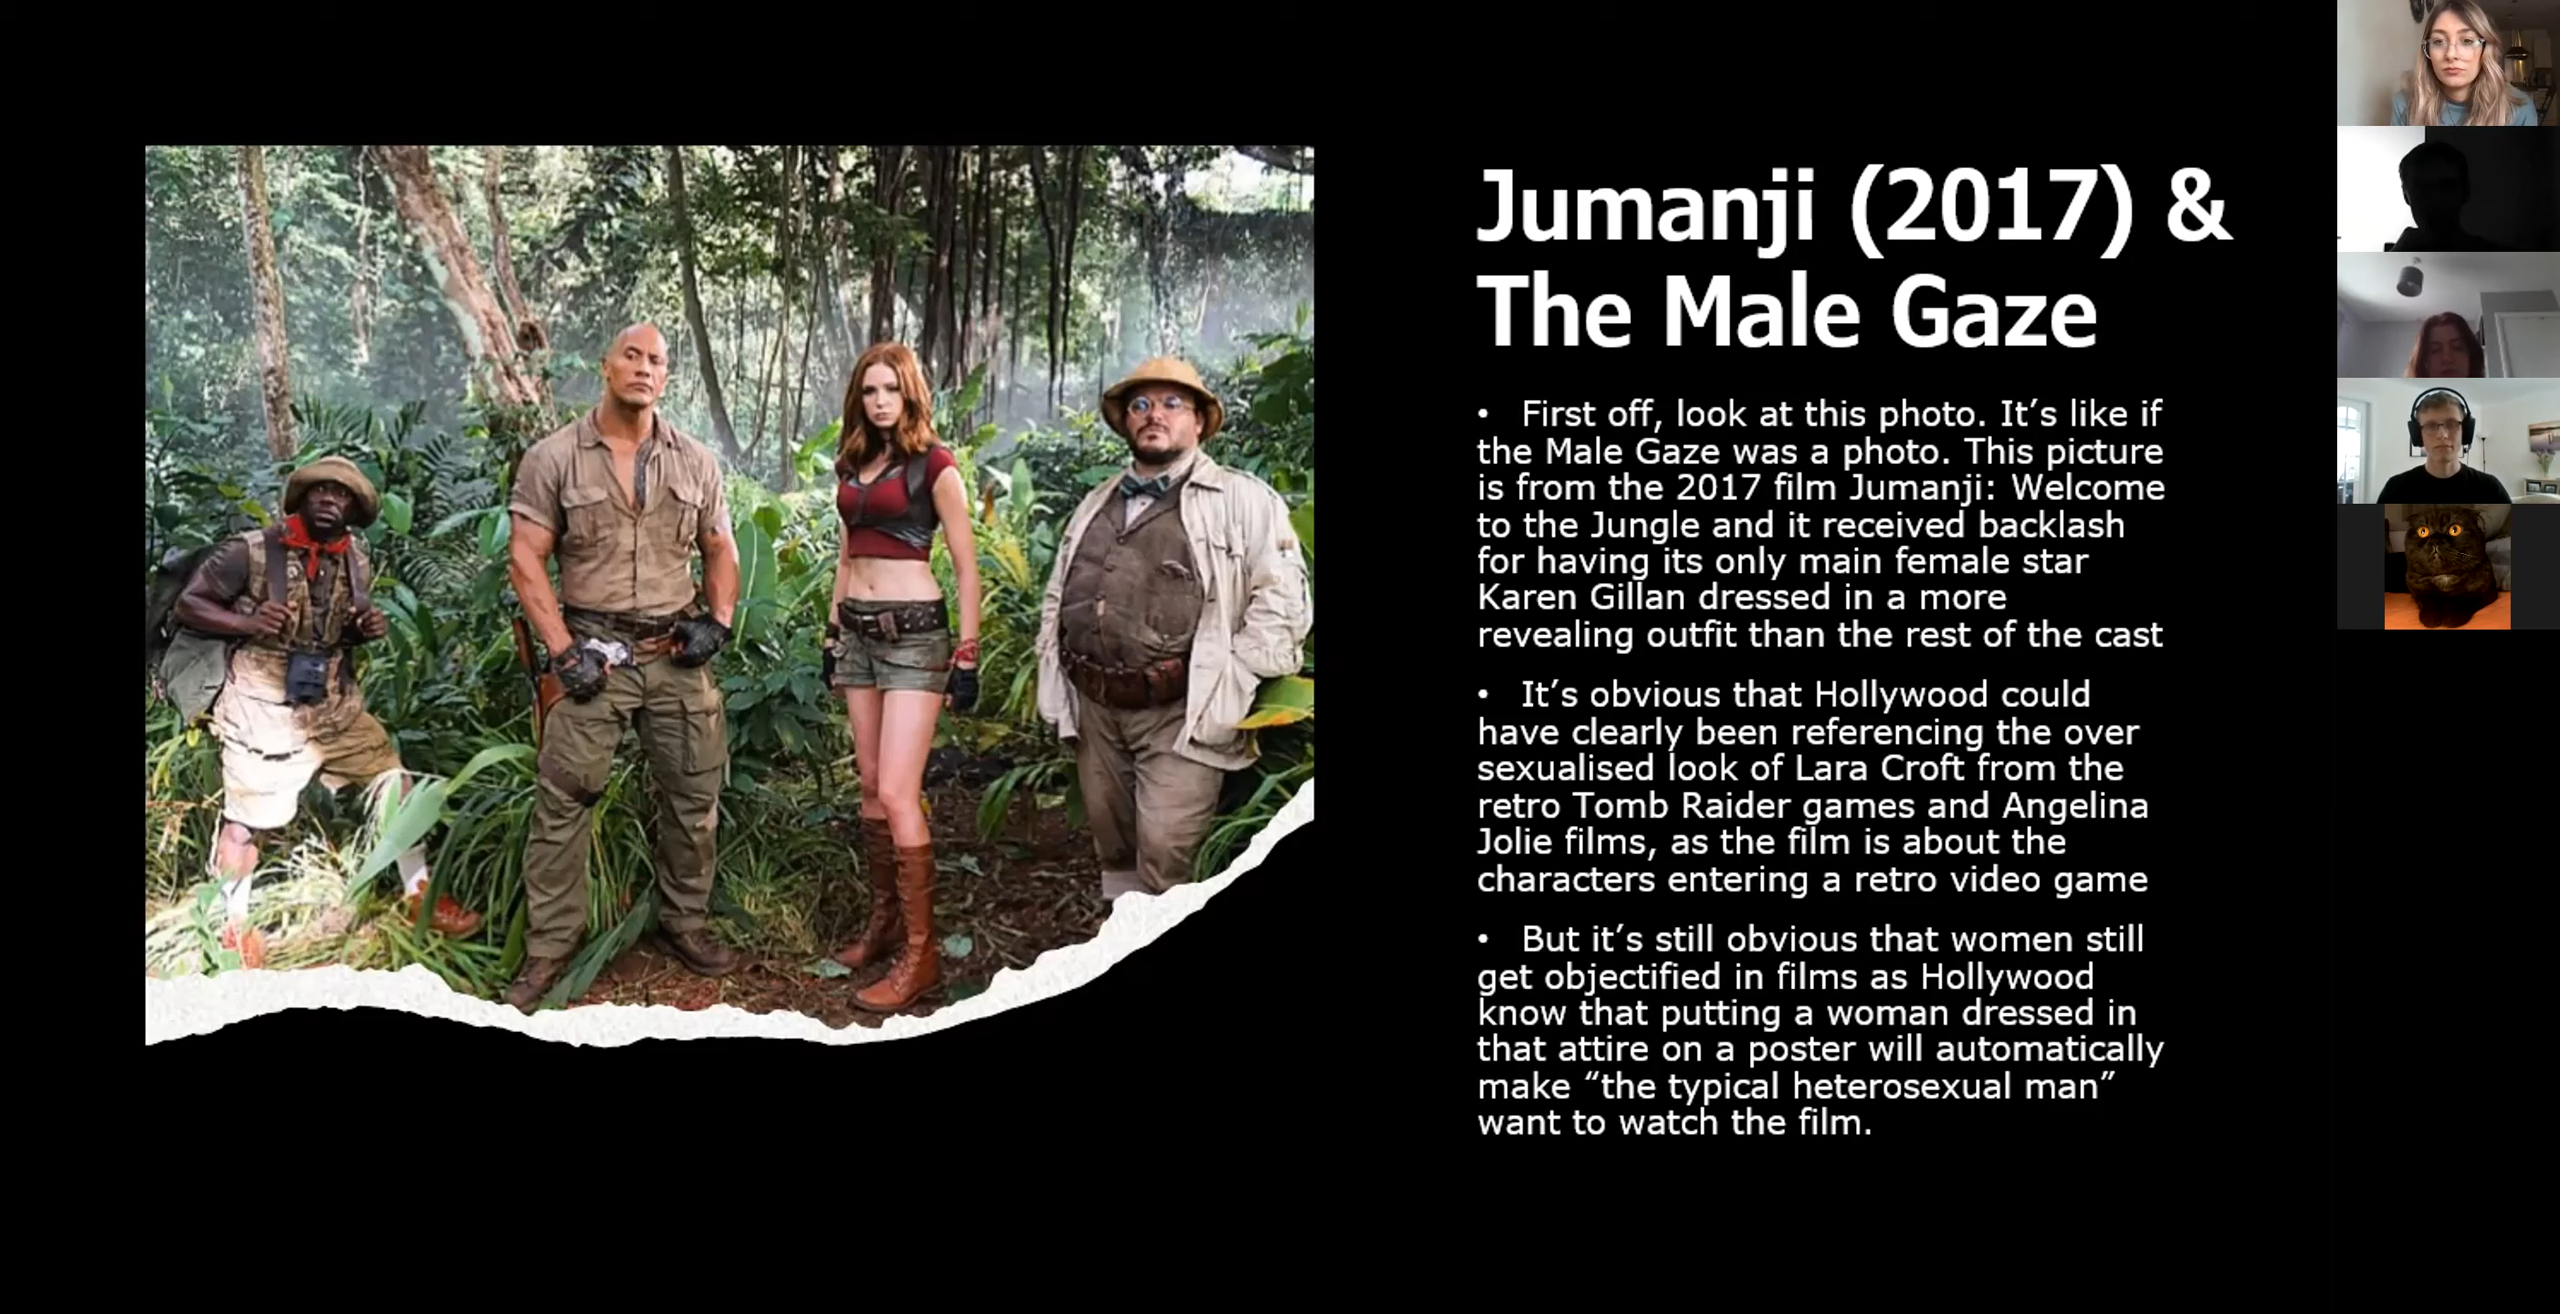 Jumanji (2017) &
The Male Gaze
• First off, look at this photo. It’s like if
the Male Gaze was a photo. This picture
is from the 2017 film Jumanji: Welcome
to the Jungle and it received backlash
for having its only main female star
Karen Gillan dressed in a more
revealing outfit than the rest of the cast
• It’s obvious that Hollywood could
have clearly been referencing the over
sexualised look of Lara Croft from the
retro Tomb Raider games and Angelina
Jolie films, as the film is about the
characters entering a retro video game
• But it’s still obvious that women still
get objectified in films as Hollywood
know that putting a woman dressed in
that attire on a poster will automatically
make “the typical heterosexual man”
want to watch the film.